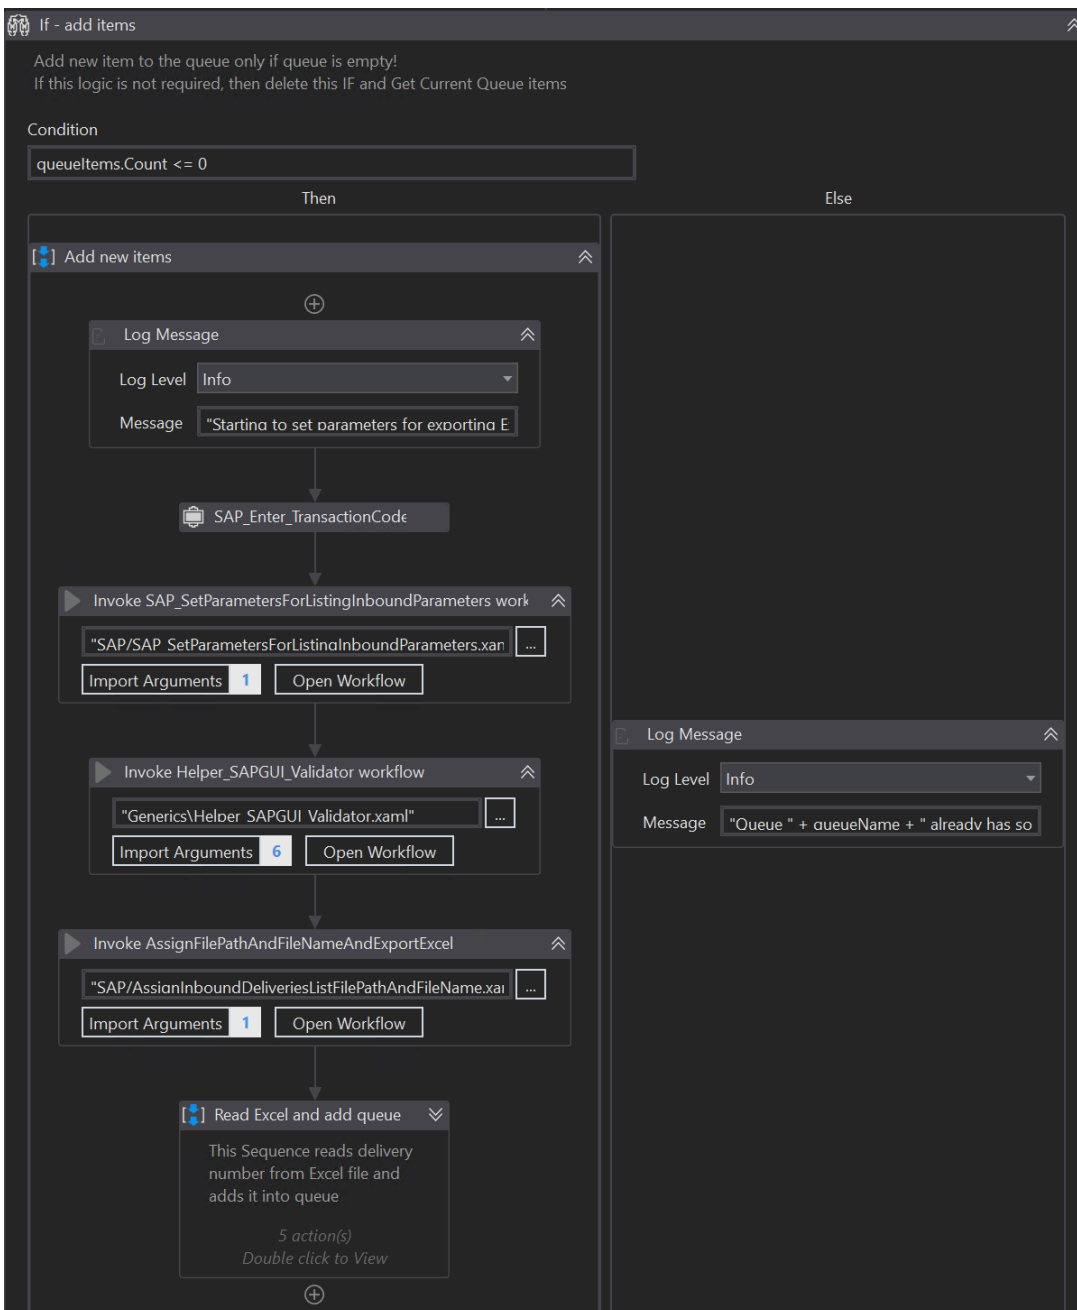 If - add items
Add new item to the queue only if queue is empty!
If this logic is not required, then delete this IF and Get Current Queue items
Condition
queueItems.Count <= 0
Then
Else
Add new items
Log Message
Log Level Info
Message "Starting to set parameters for exporting E
SAP_Enter_TransactionCode
Invoke SAP_SetParametersForListingInboundParameters work
"SAP/SAP_SetParametersForListingInboundParameters.xan
...
Import Arguments 1 Open Workflow
Log Message
Log Level Info
Message "Queue " + queueName + " already has so
Invoke Helper_SAPGUI_Validator workflow
"Generics\Helper_SAPGUI_Validator.xaml"
...
Import Arguments 6 Open Workflow
Invoke AssignFilePathAndFileNameAndExportExcel
"SAP/AssignInboundDeliveriesListFilePathAndFileName.xai
...
Import Arguments 1 Open Workflow
Read Excel and add queue
This Sequence reads delivery
number from Excel file and
adds it into queue
5 action(s)
Double click to View